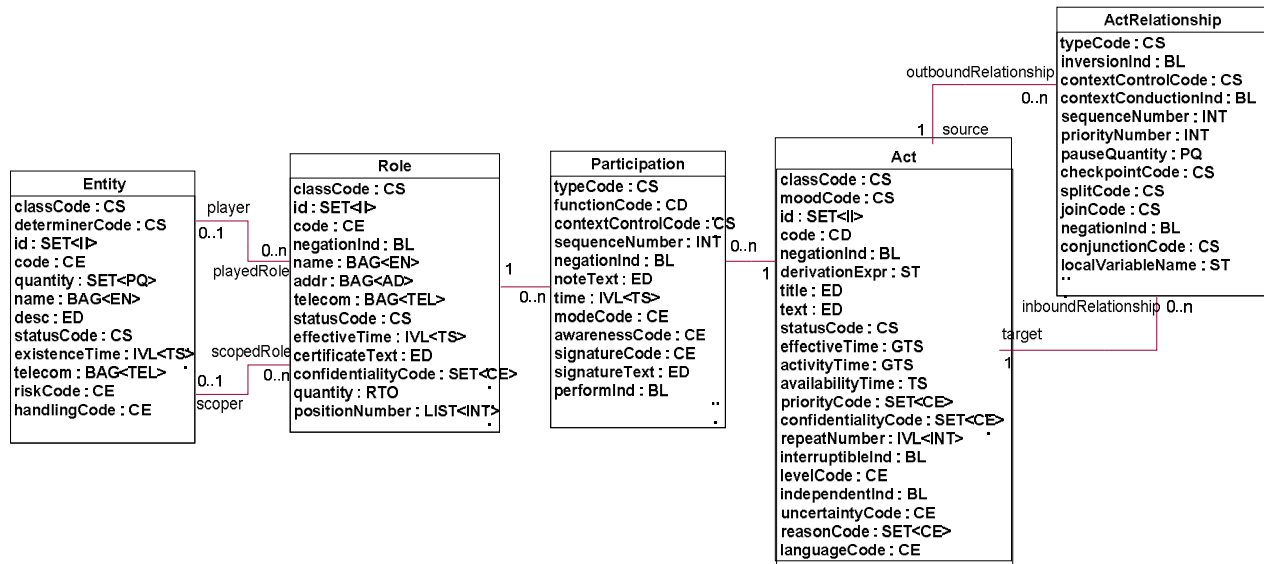 Entity
classCode : CS
determinerCode : CS
id : SET<II>
code : CE
quantity : SET<PQ>
name : BAG<EN>
desc : ED
statusCode : CS
existenceTime : IVL<TS>
telecom : BAG<TEL>
riskCode : CE
handlingCode : CE
player
0..1
0..n
playedRole
scopedRole
0..1
0..n
scoper
Role
classCode : CS
id : SET<II>
code : CE
negationInd : BL
name : BAG<EN>
addr : BAG<AD>
telecom : BAG<TEL>
statusCode : CS
effectiveTime : IVL<TS>
certificateText : ED
confidentialityCode : SET<CE>
quantity : RTO
positionNumber : LIST<INT>
1
0..n
Participation
typeCode : CS
functionCode : CD
contextControlCode : CS
sequenceNumber : INT
negationInd : BL
noteText : ED
time : IVL<TS>
modeCode : CE
awarenessCode : CE
signatureCode : CE
signatureText : ED
performInd : BL
0..n
1
Act
classCode : CS
moodCode : CS
id : SET<II>
code : CD
negationInd : BL
derivationExpr : ST
title : ED
text : ED
statusCode : CS
effectiveTime : GTS
activityTime : GTS
availabilityTime : TS
priorityCode : SET<CE>
confidentialityCode : SET<CE>
repeatNumber : IVL<INT>
interruptibleInd : BL
levelCode : CE
independentInd : BL
uncertaintyCode : CE
reasonCode : SET<CE>
languageCode : CE
outboundRelationship
0..n
1
source
inboundRelationship
0..n
target
1
ActRelationship
typeCode : CS
inversionInd : BL
contextControlCode : CS
contextConductionInd : BL
sequenceNumber : INT
priorityNumber : INT
pauseQuantity : PQ
checkpointCode : CS
splitCode : CS
joinCode : CS
negationInd : BL
conjunctionCode : CS
localVariableName : ST